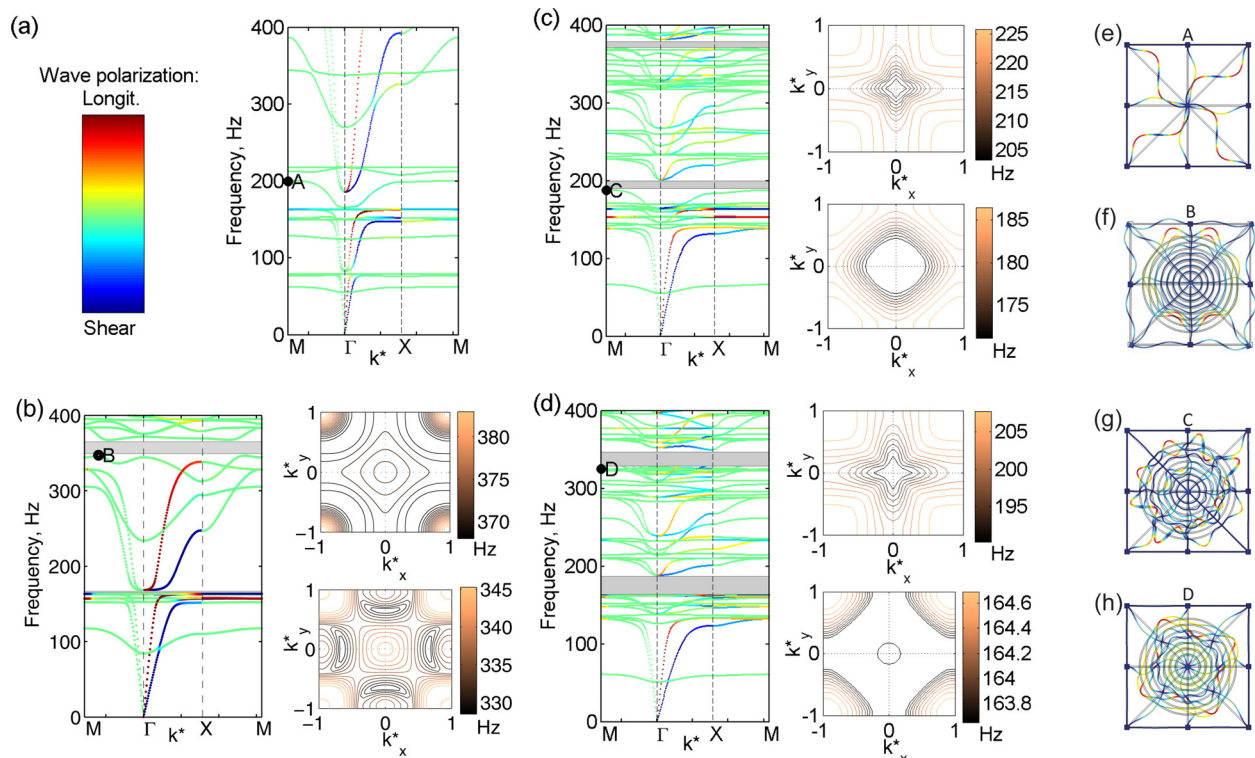 (a)
Wave polarization:
Longit.
Shear
Frequency, Hz
400
300
200
100
0
A
M Γ k* X M
(b)
Frequency, Hz
400
300
200
100
0
B
M Γ k* X M
k*y
1
0
−1
−1 0 1
k*x
380
375
370
Hz
k*y
1
0
−1
−1 0 1
k*x
345
340
335
330
Hz
(c)
Frequency, Hz
400
300
200
100
0
C
M Γ k* X M
k*y
1
0
-1
-1 0 1
k*x
225
220
215
210
205
Hz
k*y
1
0
-1
-1 0 1
k*x
185
180
175
Hz
(d)
Frequency, Hz
400
300
200
100
0
D
M Γ k* X M
k*y
1
0
-1
-1 0 1
k*x
205
200
195
Hz
k*y
1
0
-1
-1 0 1
k*x
164.6
164.4
164.2
164
163.8
Hz
(e)
A
(f)
B
(g)
C
(h)
D